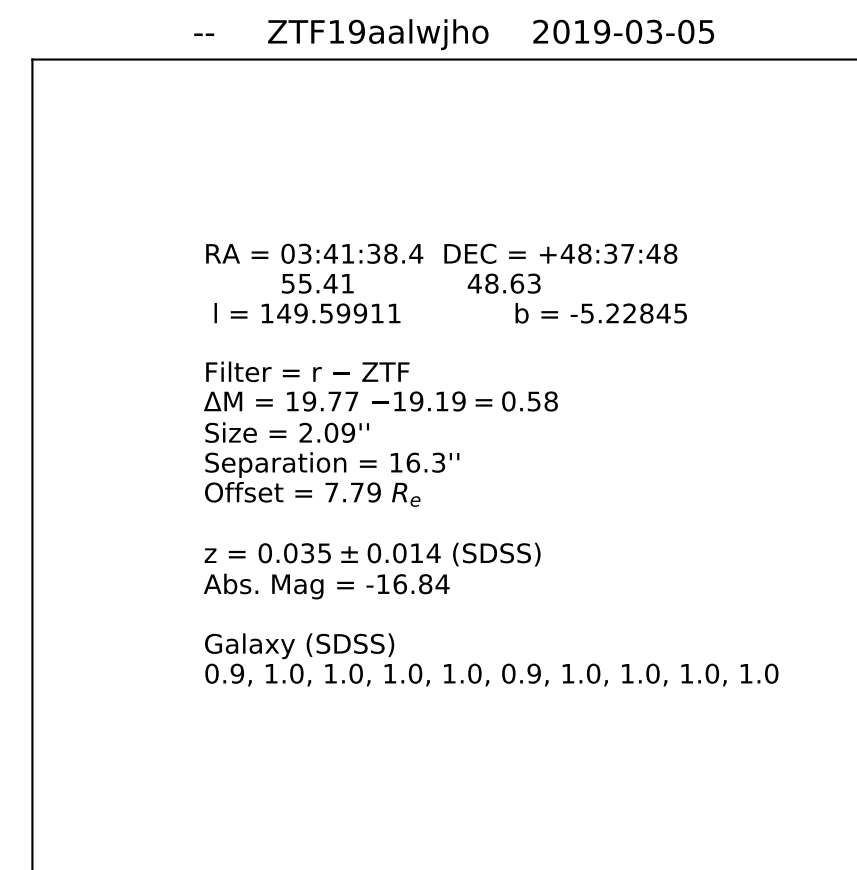 -- ZTF19aalwjho 2019-03-05
RA = 03:41:38.4 DEC = +48:37:48
55.41 48.63
l = 149.59911 b = -5.22845
Filter = r − ZTF
ΔM = 19.77 −19.19 = 0.58
Size = 2.09''
Separation = 16.3''
Offset = 7.79 Re
z = 0.035 ± 0.014 (SDSS)
Abs. Mag = -16.84
Galaxy (SDSS)
0.9, 1.0, 1.0, 1.0, 1.0, 0.9, 1.0, 1.0, 1.0, 1.0